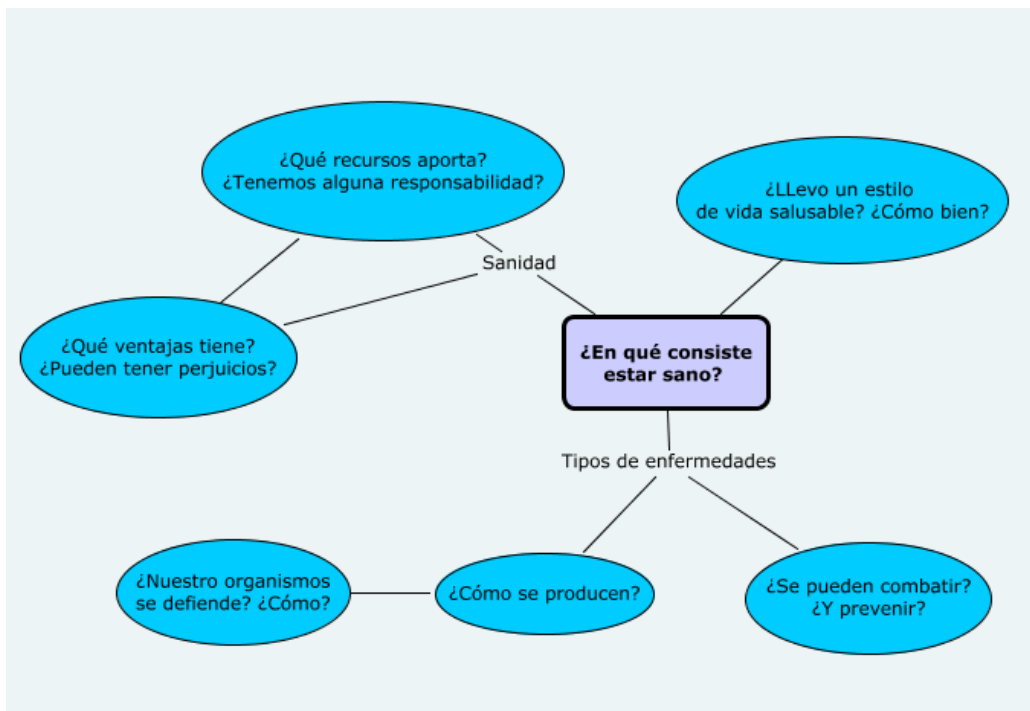 ¿Qué recursos aporta?
¿Tenemos alguna responsabilidad?
¿LLevo un estilo
de vida salusable? ¿Cómo bien?
Sanidad
¿Qué ventajas tiene?
¿Pueden tener perjuicios?
¿En qué consiste
estar sano?
Tipos de enfermedades
¿Nuestro organismos
se defiende? ¿Cómo?
¿Cómo se producen?
¿Se pueden combatir?
¿Y prevenir?